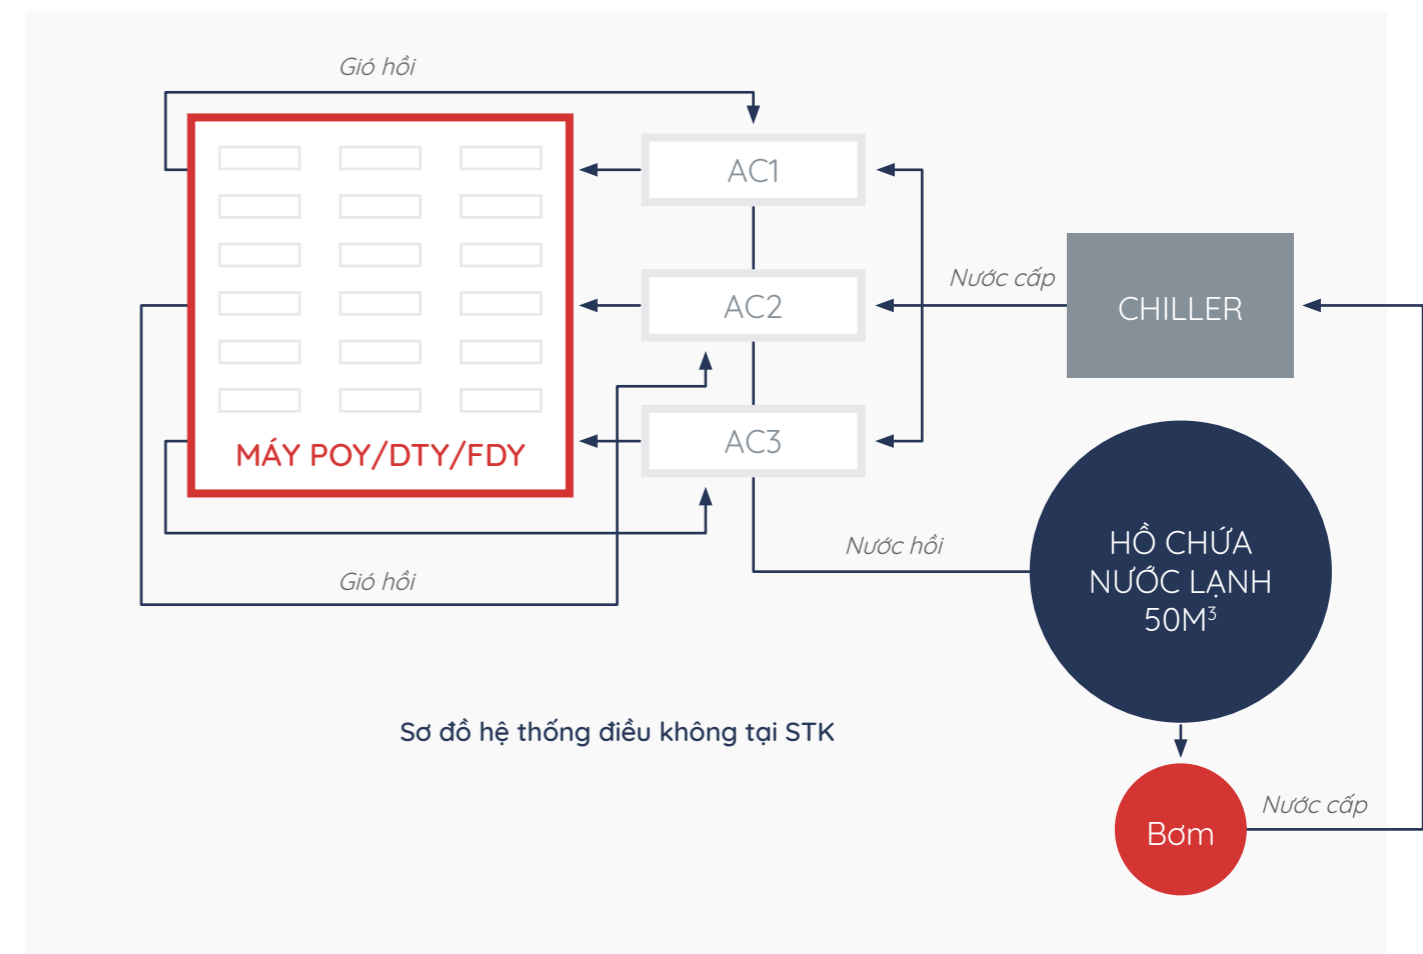 Gió hồi
AC1
Nước cấp
AC2
CHILLER
AC3
MÁY POY/DTY/FDY
Nước hồi
HỒ CHỨA
NƯỚC LẠNH
50M³
Gió hồi
Sơ đồ hệ thống điều không tại STK
Nước cấp
Bơm